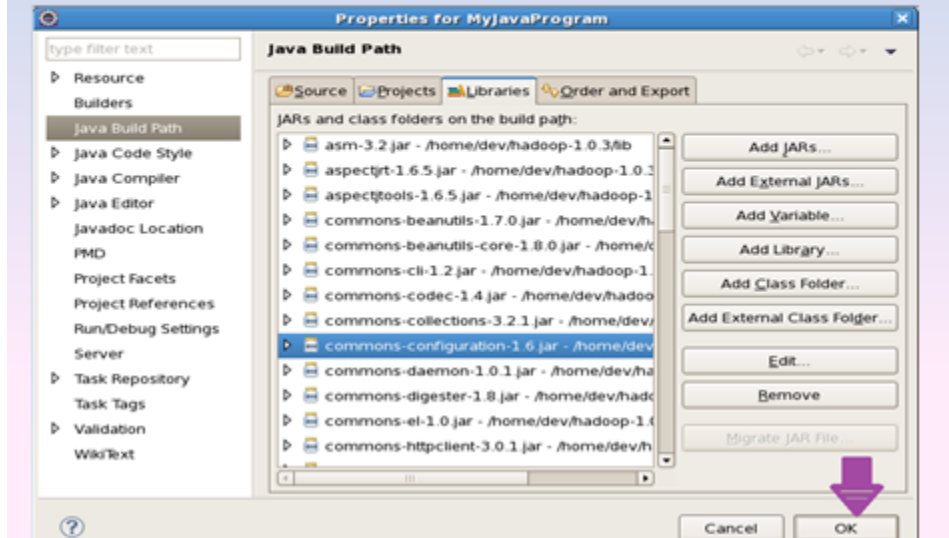 Properties for MyJavaProgram
type filter text
Resource
Builders
Java Build Path
Java Code Style
Java Compiler
Java Editor
Javadoc Location
PMD
Project Facets
Project References
Run/Debug Settings
Server
Task Repository
Task Tags
Validation
WikiText
Java Build Path
Source Projects Libraries Order and Export
JARs and class folders on the build path:
asm-3.2.jar - /home/dev/hadoop-1.0.3/lib
aspectjrt-1.6.5.jar - /home/dev/hadoop-1.0.3
aspectjtools-1.6.5.jar - /home/dev/hadoop-1
commons-beanutils-1.7.0.jar - /home/dev/h
commons-beanutils-core-1.8.0.jar - /home/d
commons-cli-1.2.jar - /home/dev/hadoop-1.
commons-codec-1.4.jar - /home/dev/hadoo
commons-collections-3.2.1.jar - /home/dev/
commons-configuration-1.6.jar - /home/dev
commons-daemon-1.0.1.jar - /home/dev/ha
commons-digester-1.8.jar - /home/dev/hado
commons-el-1.0.jar - /home/dev/hadoop-1.0
commons-httpclient-3.0.1.jar - /home/dev/h
Add JARs...
Add External JARs...
Add Variable...
Add Library...
Add Class Folder...
Add External Class Folder...
Edit...
Remove
Migrate JAR File...
Cancel
OK